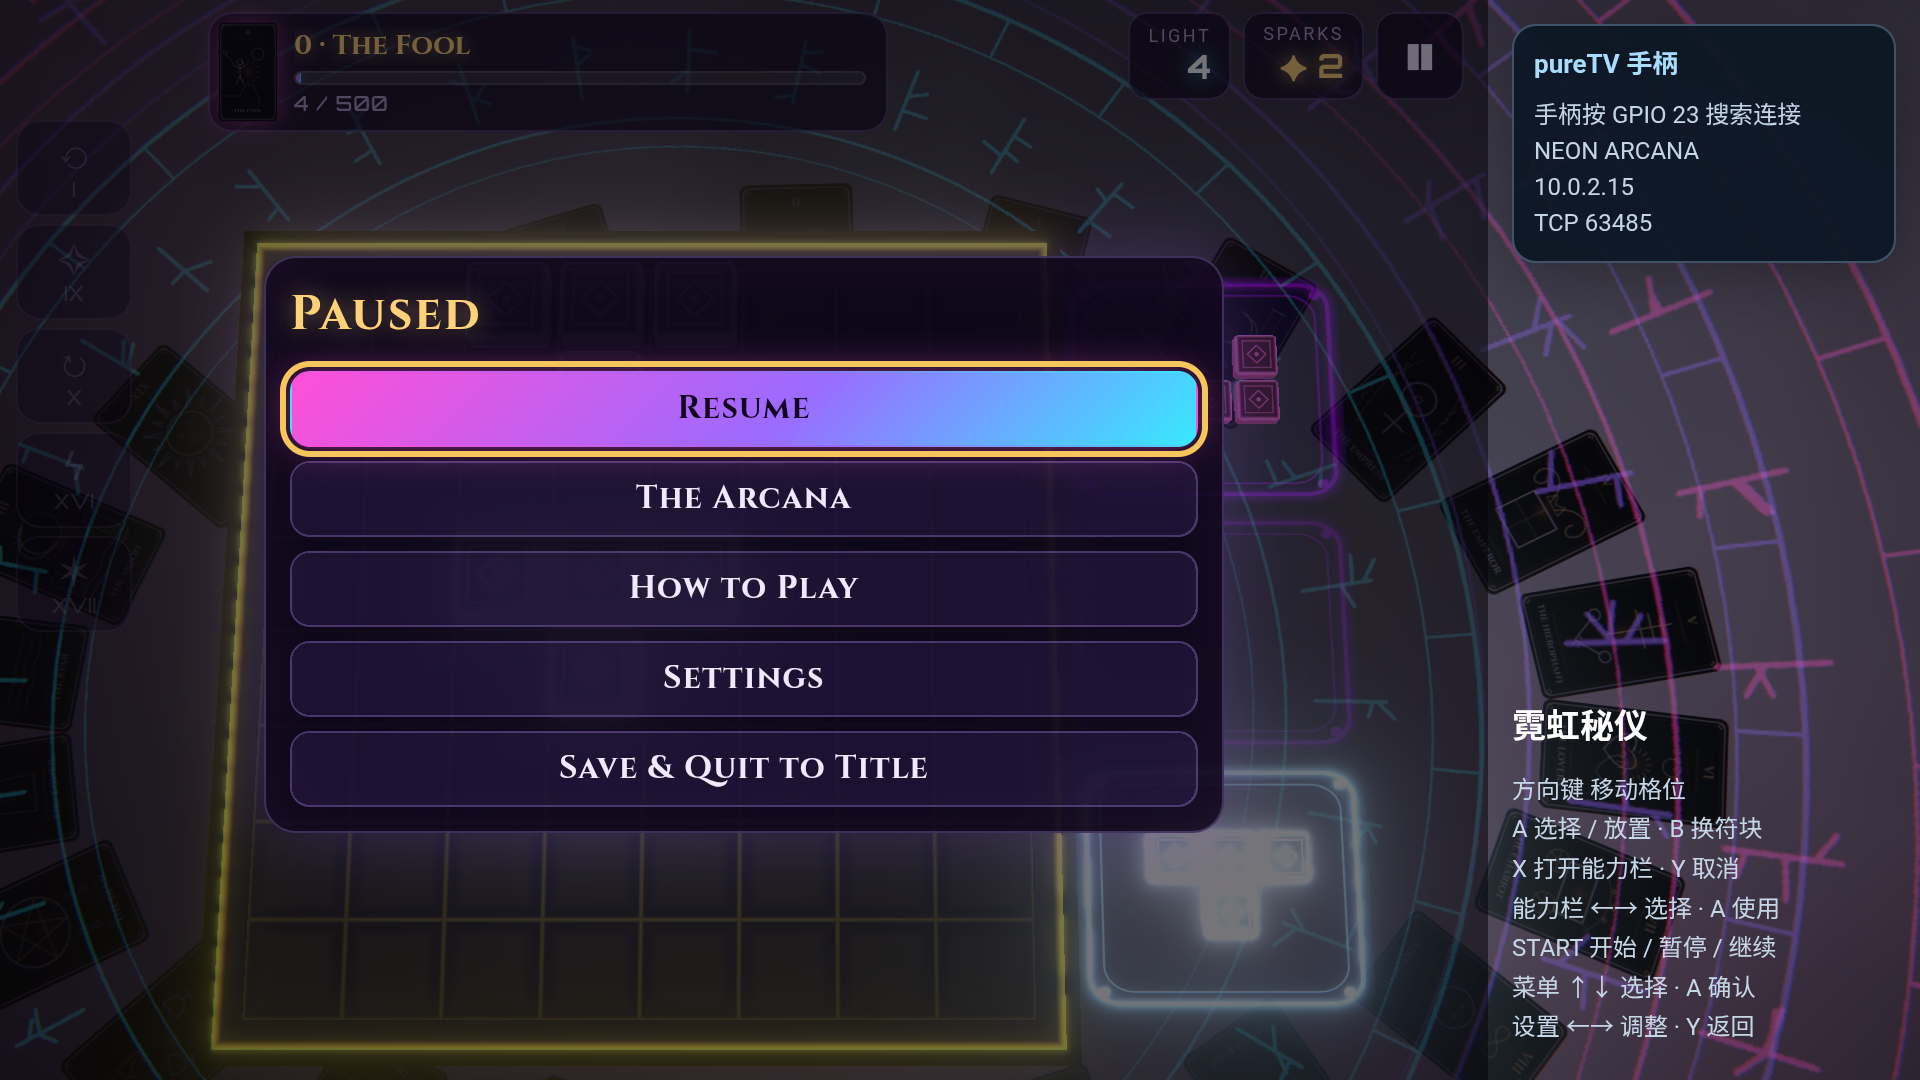 0 · THE FOOL
4 / 500
LIGHT
4
SPARKS
2
I
IX
X
XVI
XVII
PAUSED
RESUME
THE ARCANA
HOW TO PLAY
SETTINGS
SAVE & QUIT TO TITLE
pureTV 手柄
手柄按 GPIO 23 搜索连接
NEON ARCANA
10.0.2.15
TCP 63485
霓虹秘仪
方向键 移动格位
A 选择 / 放置 · B 换符块
X 打开能力栏 · Y 取消
能力栏 ←→ 选择 · A 使用
START 开始 / 暂停 / 继续
菜单 ↑↓ 选择 · A 确认
设置 ←→ 调整 · Y 返回